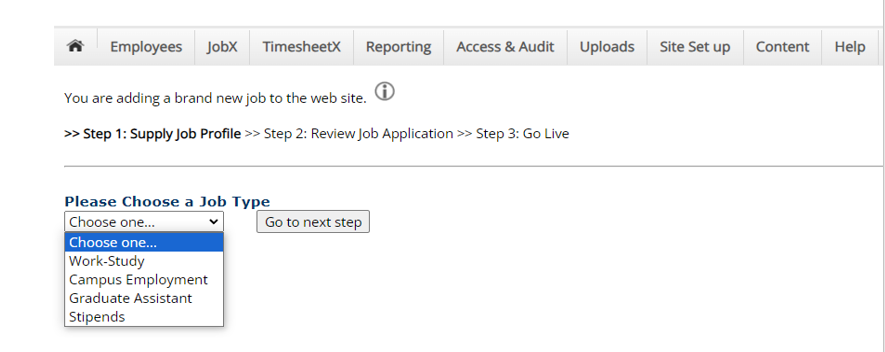 Employees JobX TimesheetX Reporting Access & Audit Uploads Site Set up Content Help
You are adding a brand new job to the web site.
>> Step 1: Supply Job Profile >> Step 2: Review Job Application >> Step 3: Go Live
Please Choose a Job Type
Choose one... Go to next step
Choose one...
Work-Study
Campus Employment
Graduate Assistant
Stipends